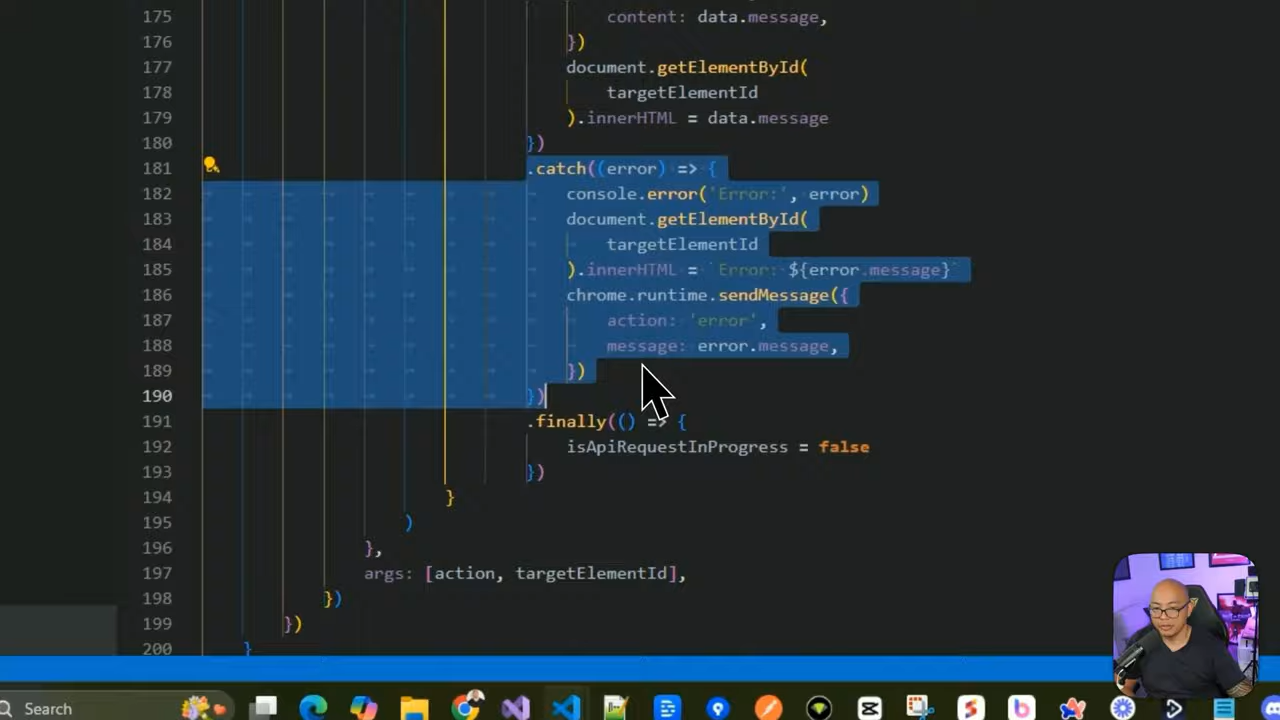 175 content: data.message,
176 })
177 document.getElementById(
178 targetElementId
179 ).innerHTML = data.message
180 })
181 .catch((error) => {
182 console.error('Error:', error)
183 document.getElementById(
184 targetElementId
185 ).innerHTML = `Error: ${error.message}`
186 chrome.runtime.sendMessage({
187 action: 'error',
188 message: error.message,
189 })
190 })
191 .finally(() => {
192 isApiRequestInProgress = false
193 })
194 }
195 )
196 },
197 args: [action, targetElementId],
198 })
199 })
200 }
Search